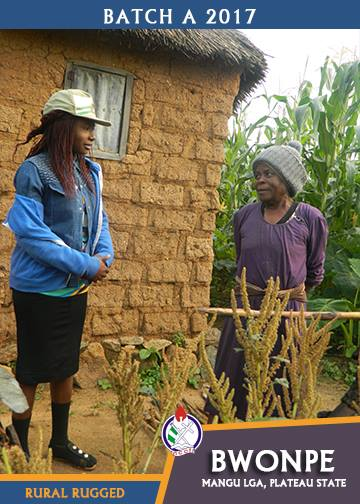 BATCH A 2017
BWONPE
MANGU LGA, PLATEAU STATE
RURAL RUGGED